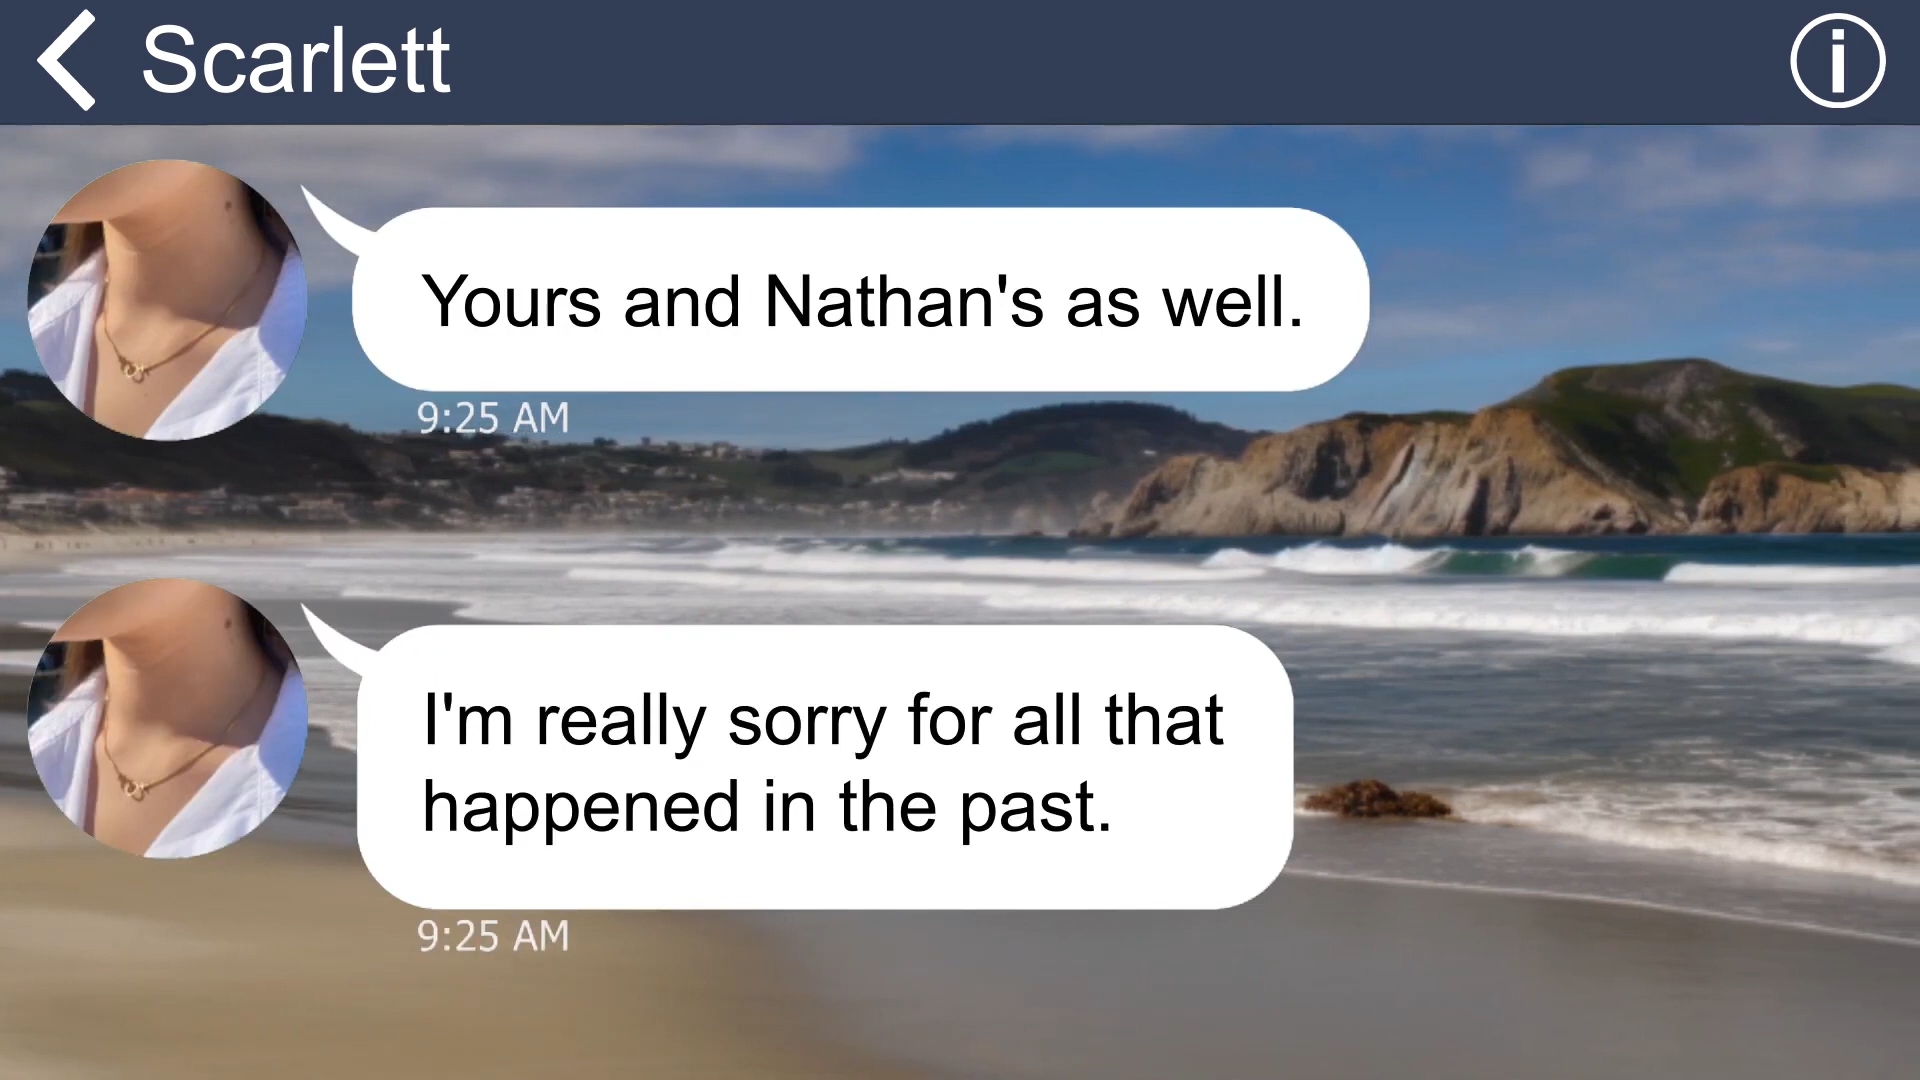 Scarlett
Yours and Nathan's as well.
9:25 AM
I'm really sorry for all that
happened in the past.
9:25 AM